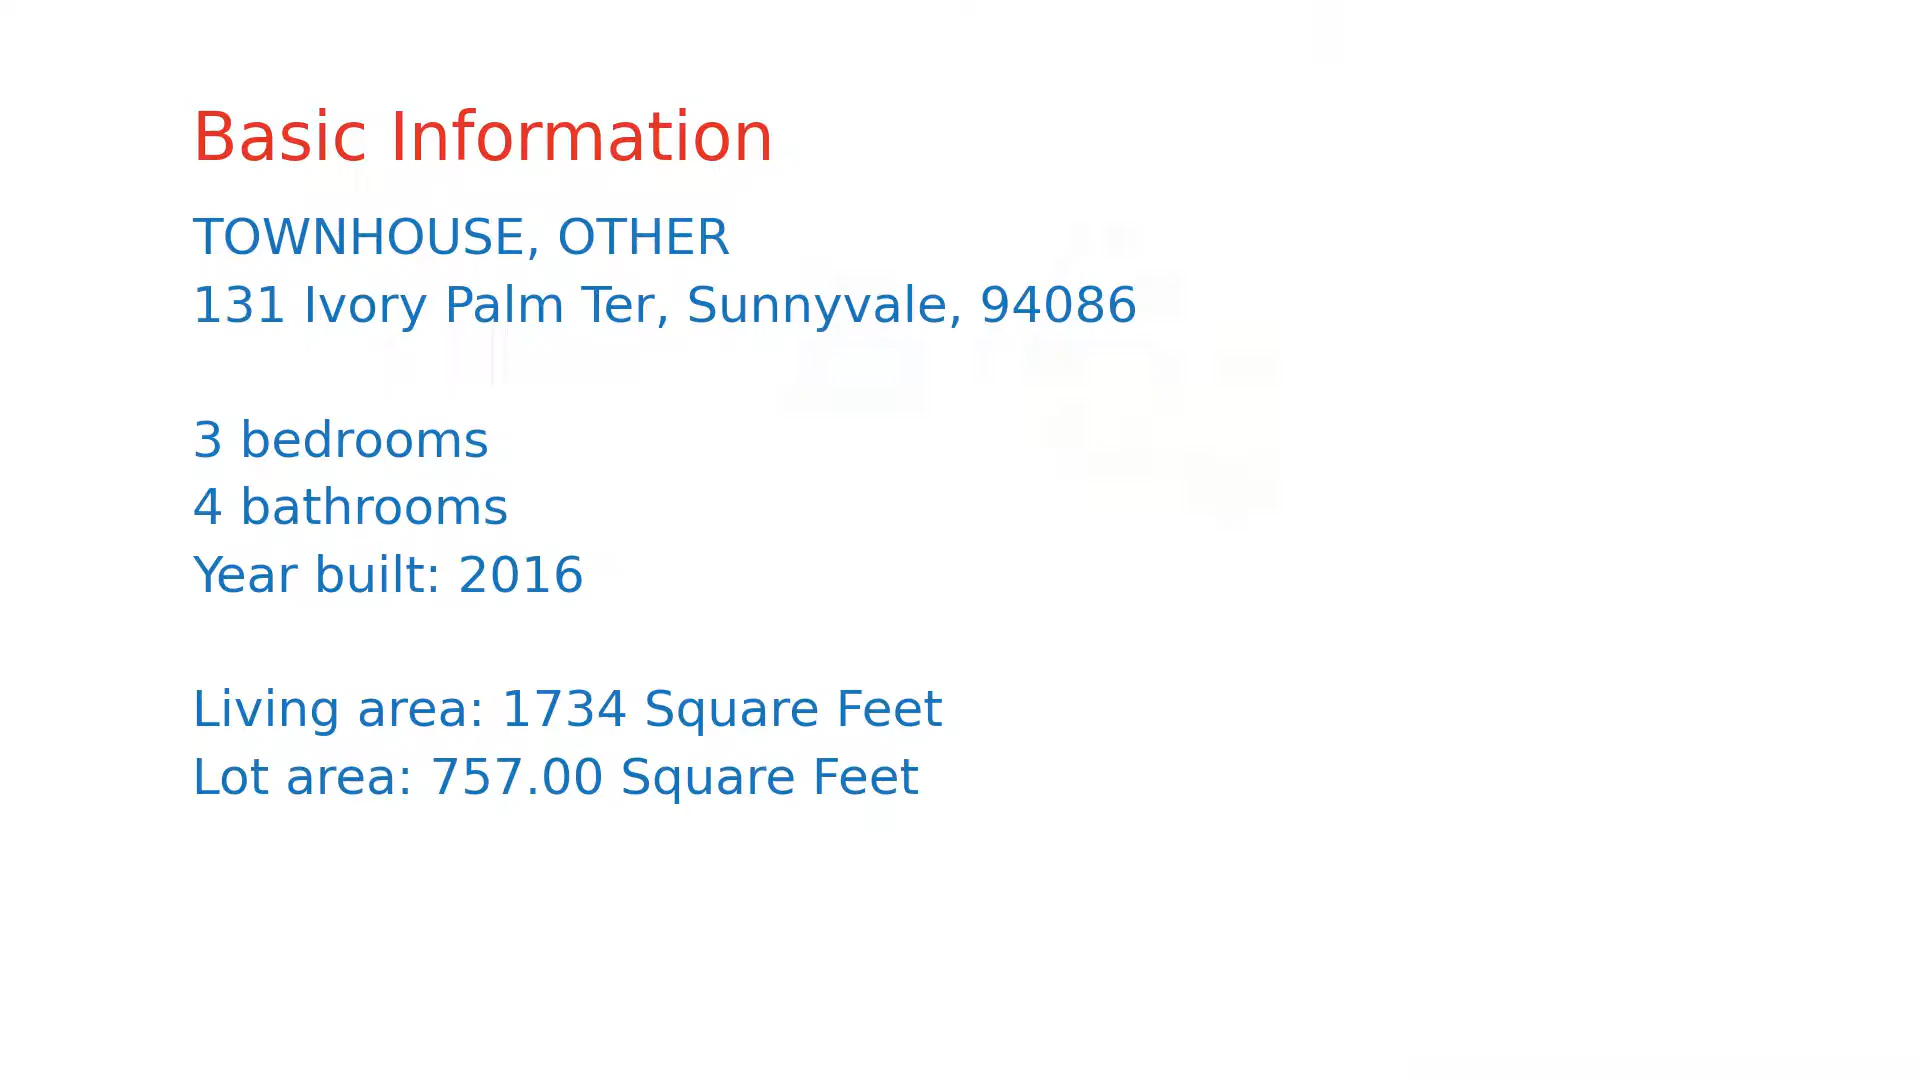 Basic Information
TOWNHOUSE, OTHER
131 Ivory Palm Ter, Sunnyvale, 94086
3 bedrooms
4 bathrooms
Year built: 2016
Living area: 1734 Square Feet
Lot area: 757.00 Square Feet